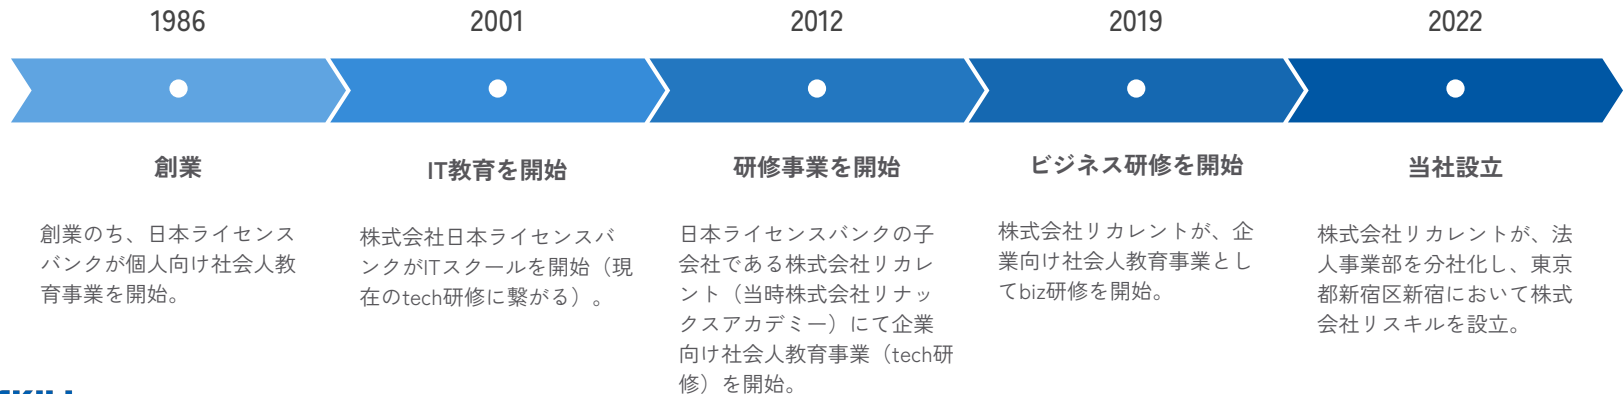 1986
2001
2012
2019
2022
創業
IT教育を開始
研修事業を開始
ビジネス研修を開始
当社設立
創業のち、日本ライセンス
バンクが個人向け社会人教
育事業を開始。
株式会社日本ライセンスバ
ンクがITスクールを開始（現
在のtech研修に繋がる）。
日本ライセンスバンクの子
会社である株式会社リカレ
ント（当時株式会社リナッ
クスアカデミー）にて企業
向け社会人教育事業（tech研
修）を開始。
株式会社リカレントが、企
業向け社会人教育事業とし
てbiz研修を開始。
株式会社リカレントが、法
人事業部を分社化し、東京
都新宿区新宿において株式
会社リスキルを設立。